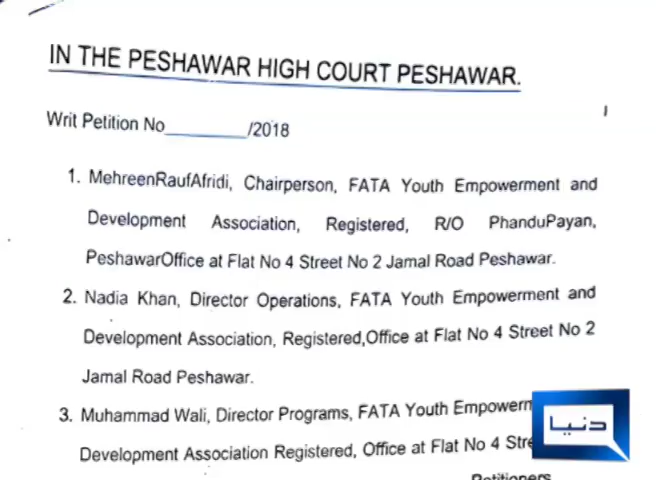 IN THE PESHAWAR HIGH COURT PESHAWAR.
Writ Petition No________/2018
1. MehreenRaufAfridi, Chairperson, FATA Youth Empowerment and
Development Association, Registered, R/O PhanduPayan,
PeshawarOffice at Flat No 4 Street No 2 Jamal Road Peshawar.
2. Nadia Khan, Director Operations, FATA Youth Empowerment and
Development Association, Registered,Office at Flat No 4 Street No 2
Jamal Road Peshawar.
3. Muhammad Wali, Director Programs, FATA Youth Empowerm
Development Association Registered, Office at Flat No 4 Stre
Petitioners
دنیا